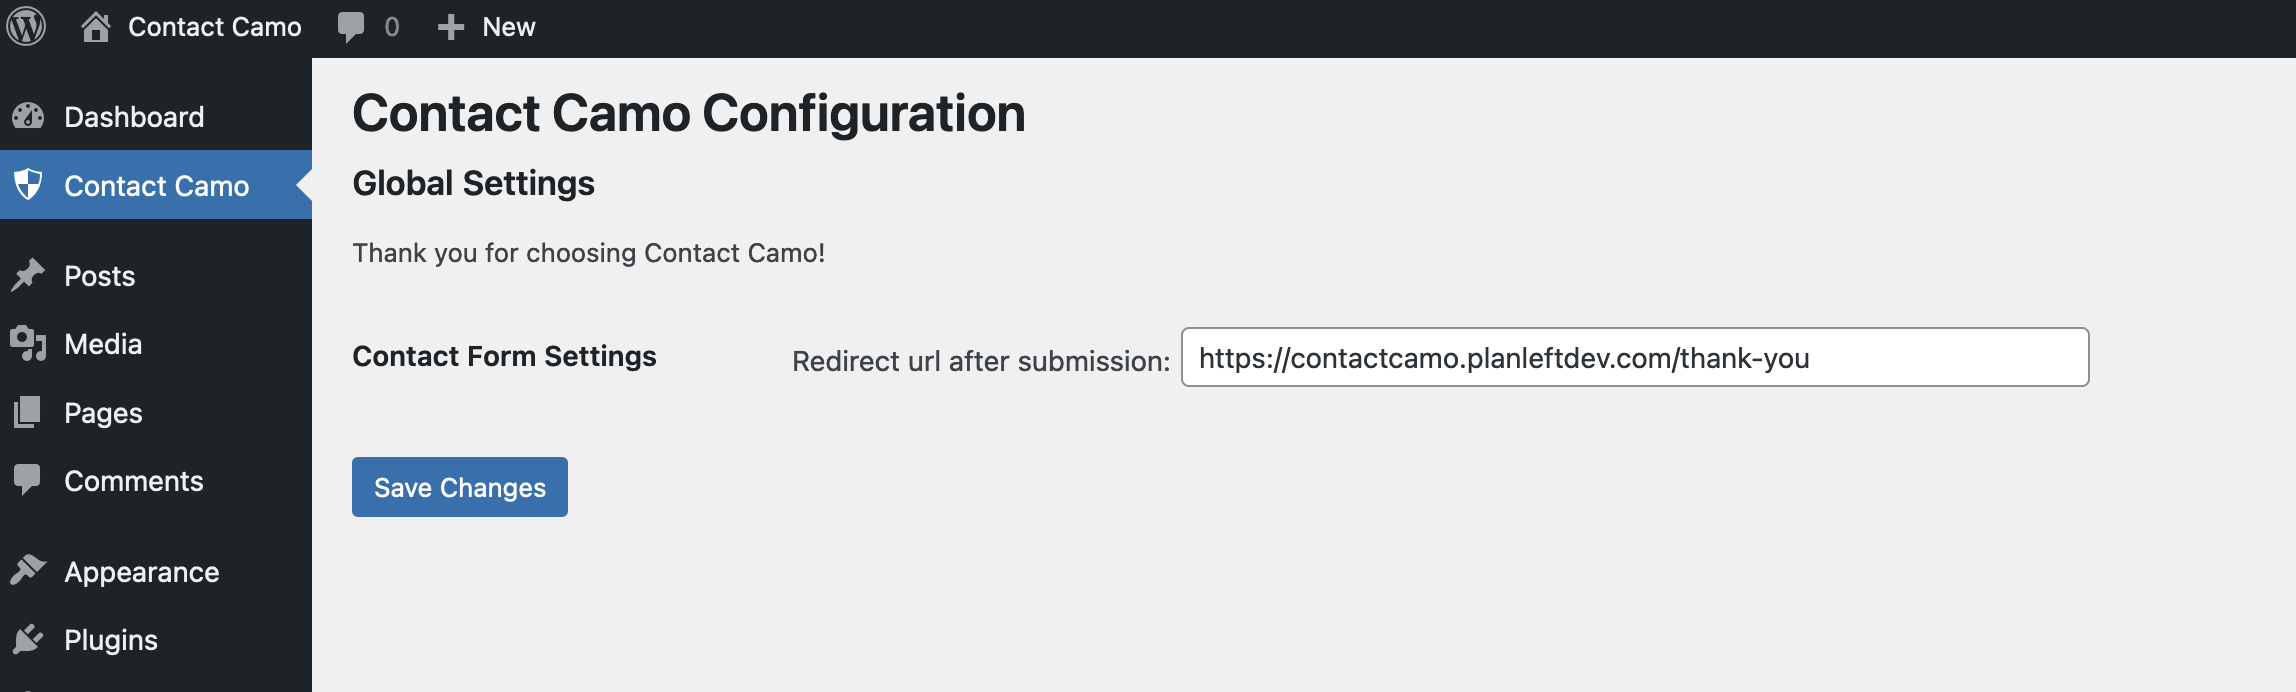 Contact Camo 0 New
Dashboard
Contact Camo
Posts
Media
Pages
Comments
Appearance
Plugins
Contact Camo Configuration
Global Settings
Thank you for choosing Contact Camo!
Contact Form Settings Redirect url after submission: https://contactcamo.planleftdev.com/thank-you
Save Changes